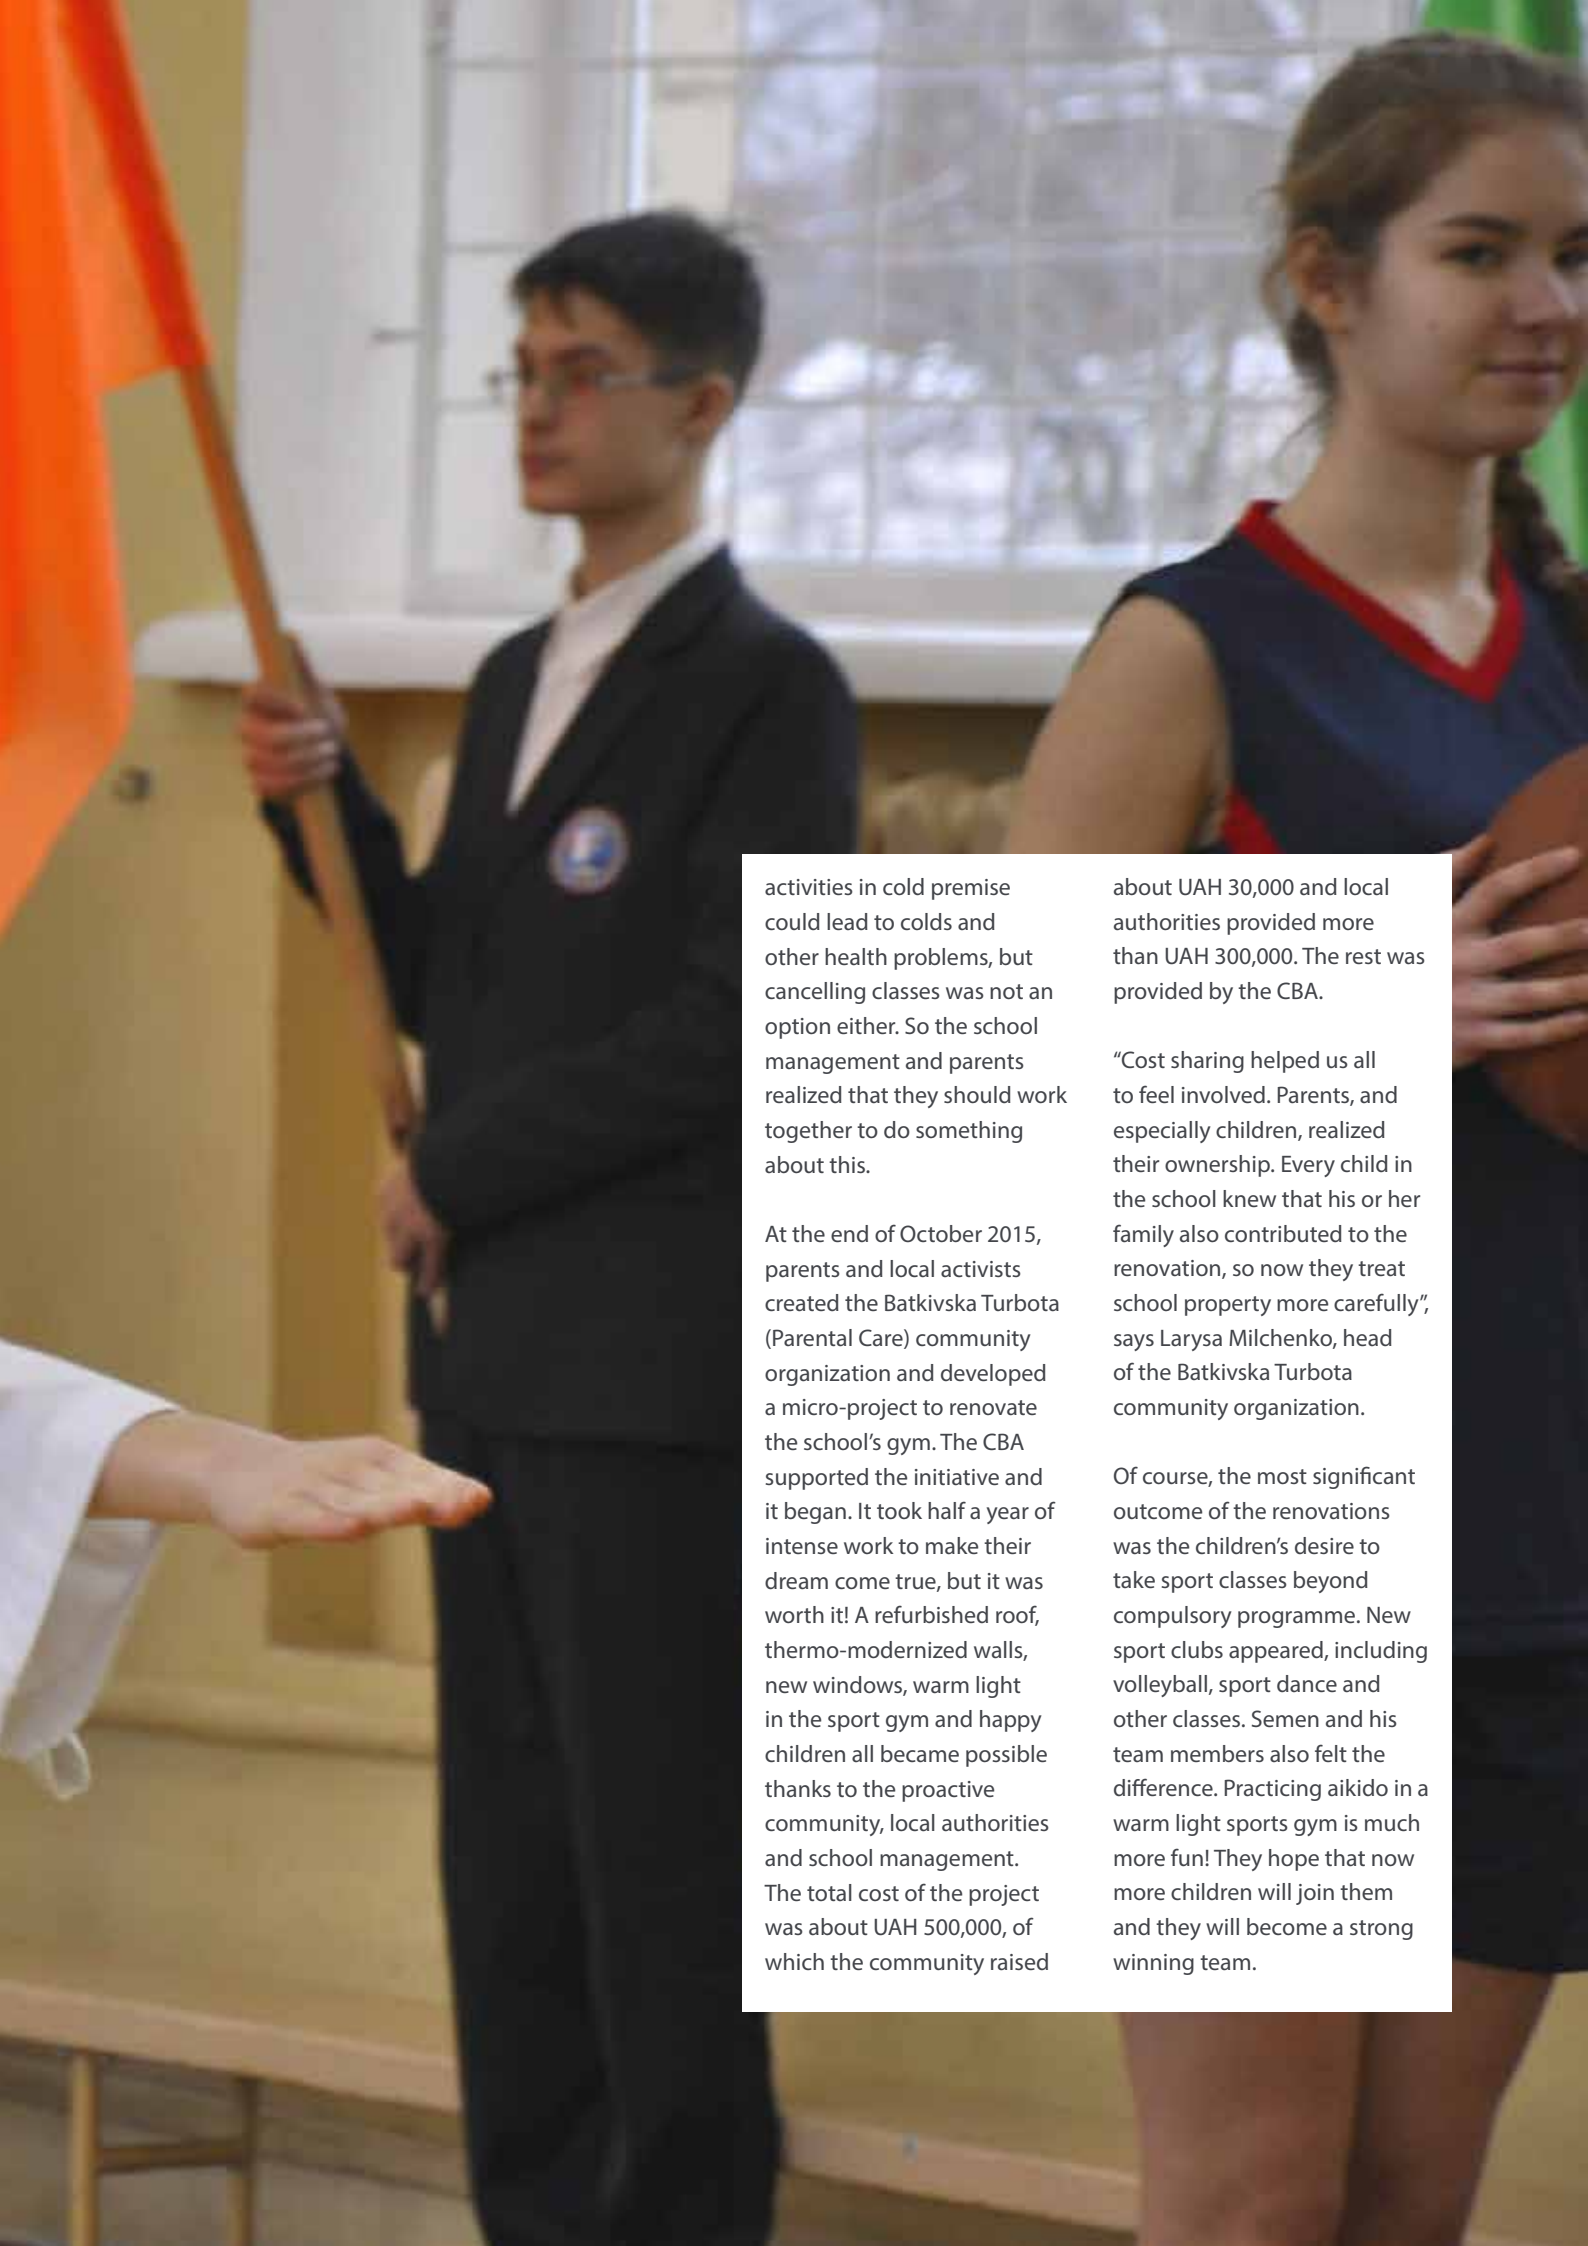 activities in cold premise
could lead to colds and
other health problems, but
cancelling classes was not an
option either. So the school
management and parents
realized that they should work
together to do something
about this.
At the end of October 2015,
parents and local activists
created the Batkivska Turbota
(Parental Care) community
organization and developed
a micro-project to renovate
the school’s gym. The CBA
supported the initiative and
it began. It took half a year of
intense work to make their
dream come true, but it was
worth it! A refurbished roof,
thermo-modernized walls,
new windows, warm light
in the sport gym and happy
children all became possible
thanks to the proactive
community, local authorities
and school management.
The total cost of the project
was about UAH 500,000, of
which the community raised
about UAH 30,000 and local
authorities provided more
than UAH 300,000. The rest was
provided by the CBA.
“Cost sharing helped us all
to feel involved. Parents, and
especially children, realized
their ownership. Every child in
the school knew that his or her
family also contributed to the
renovation, so now they treat
school property more carefully”,
says Larysa Milchenko, head
of the Batkivska Turbota
community organization.
Of course, the most significant
outcome of the renovations
was the children’s desire to
take sport classes beyond
compulsory programme. New
sport clubs appeared, including
volleyball, sport dance and
other classes. Semen and his
team members also felt the
difference. Practicing aikido in a
warm light sports gym is much
more fun! They hope that now
more children will join them
and they will become a strong
winning team.